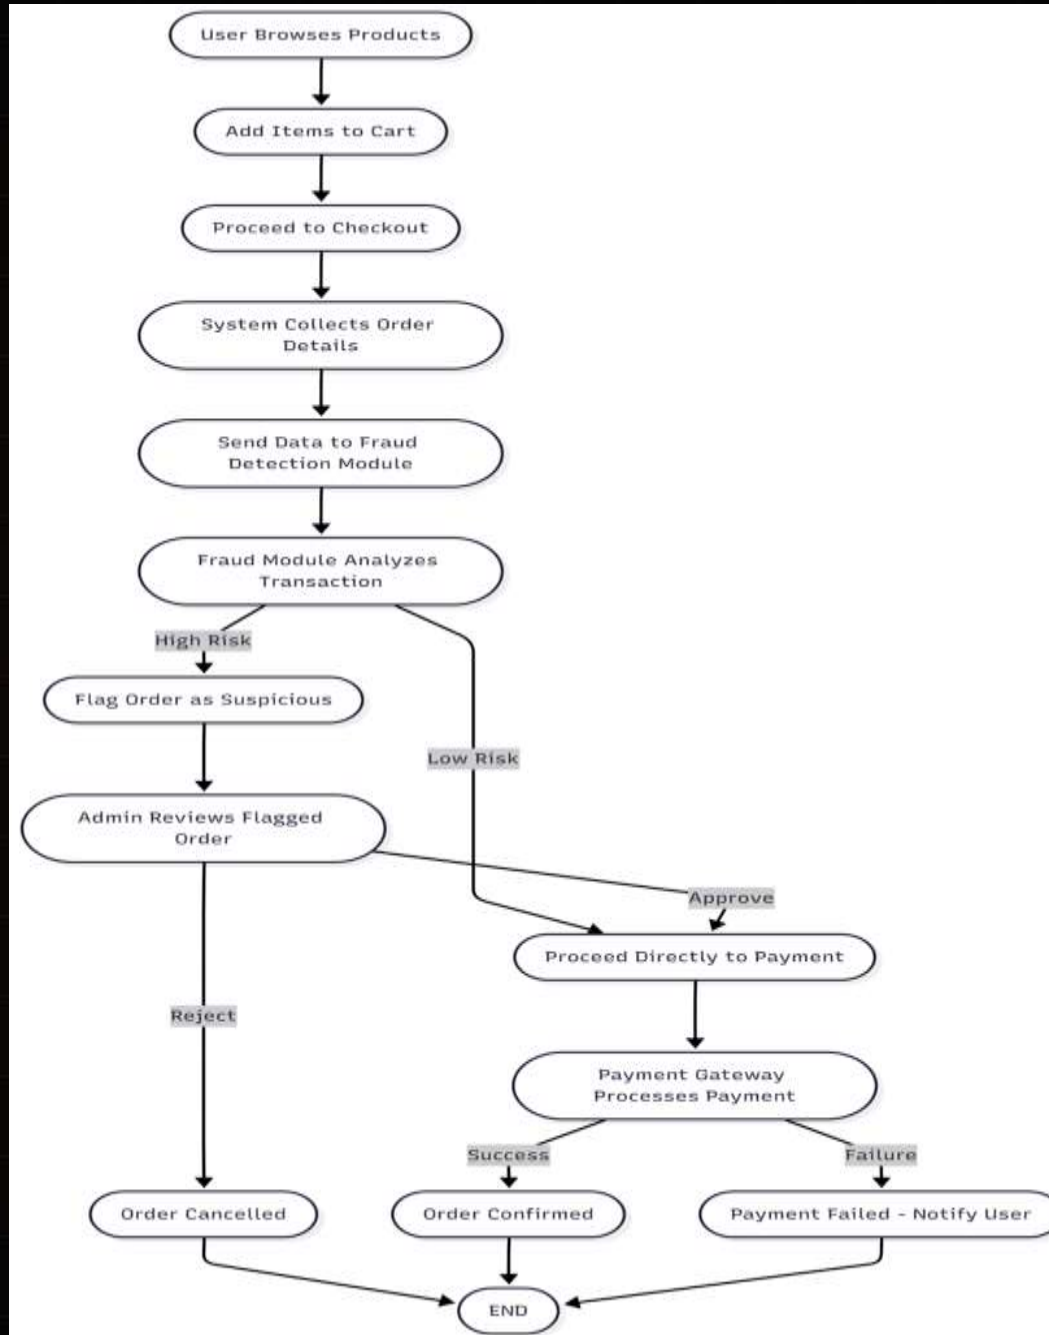 User Browses Products
Add Items to Cart
Proceed to Checkout
System Collects Order
Details
Send Data to Fraud
Detection Module
Fraud Module Analyzes
Transaction
High Risk
Flag Order as Suspicious
Low Risk
Admin Reviews Flagged
Order
Approve
Proceed Directly to Payment
Reject
Payment Gateway
Processes Payment
Success
Failure
Order Cancelled
Order Confirmed
Payment Failed - Notify User
END